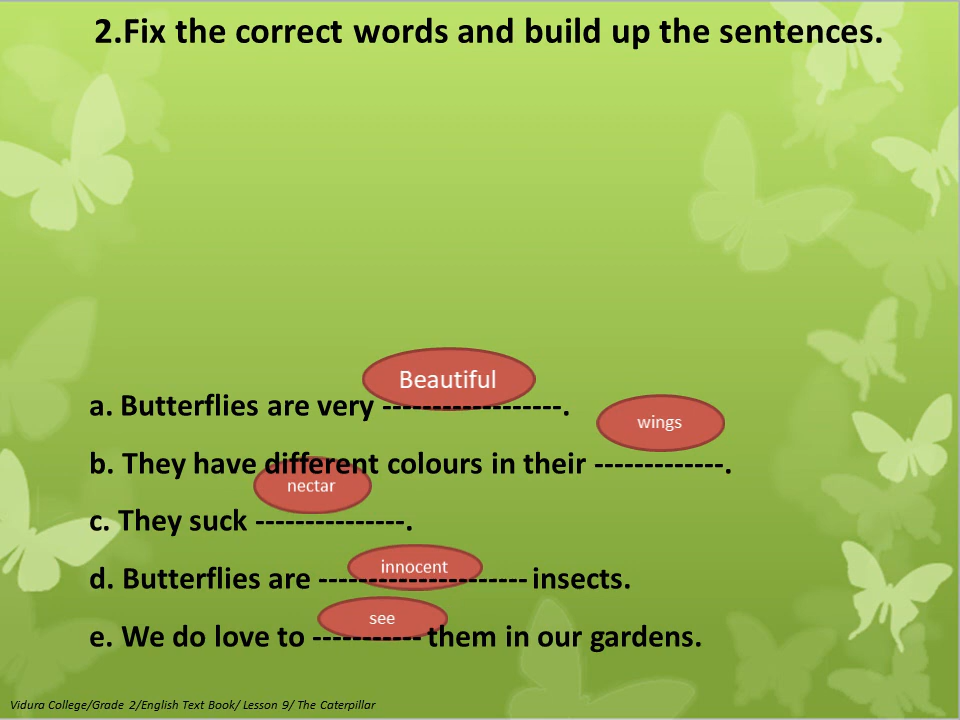 2.Fix the correct words and build up the sentences.
Beautiful
a. Butterflies are very ------------------.
wings
b. They have different colours in their -------------.
nectar
c. They suck ---------------.
innocent
d. Butterflies are --------------------- insects.
see
e. We do love to ----------- them in our gardens.
Vidura College/Grade 2/English Text Book/ Lesson 9/ The Caterpillar